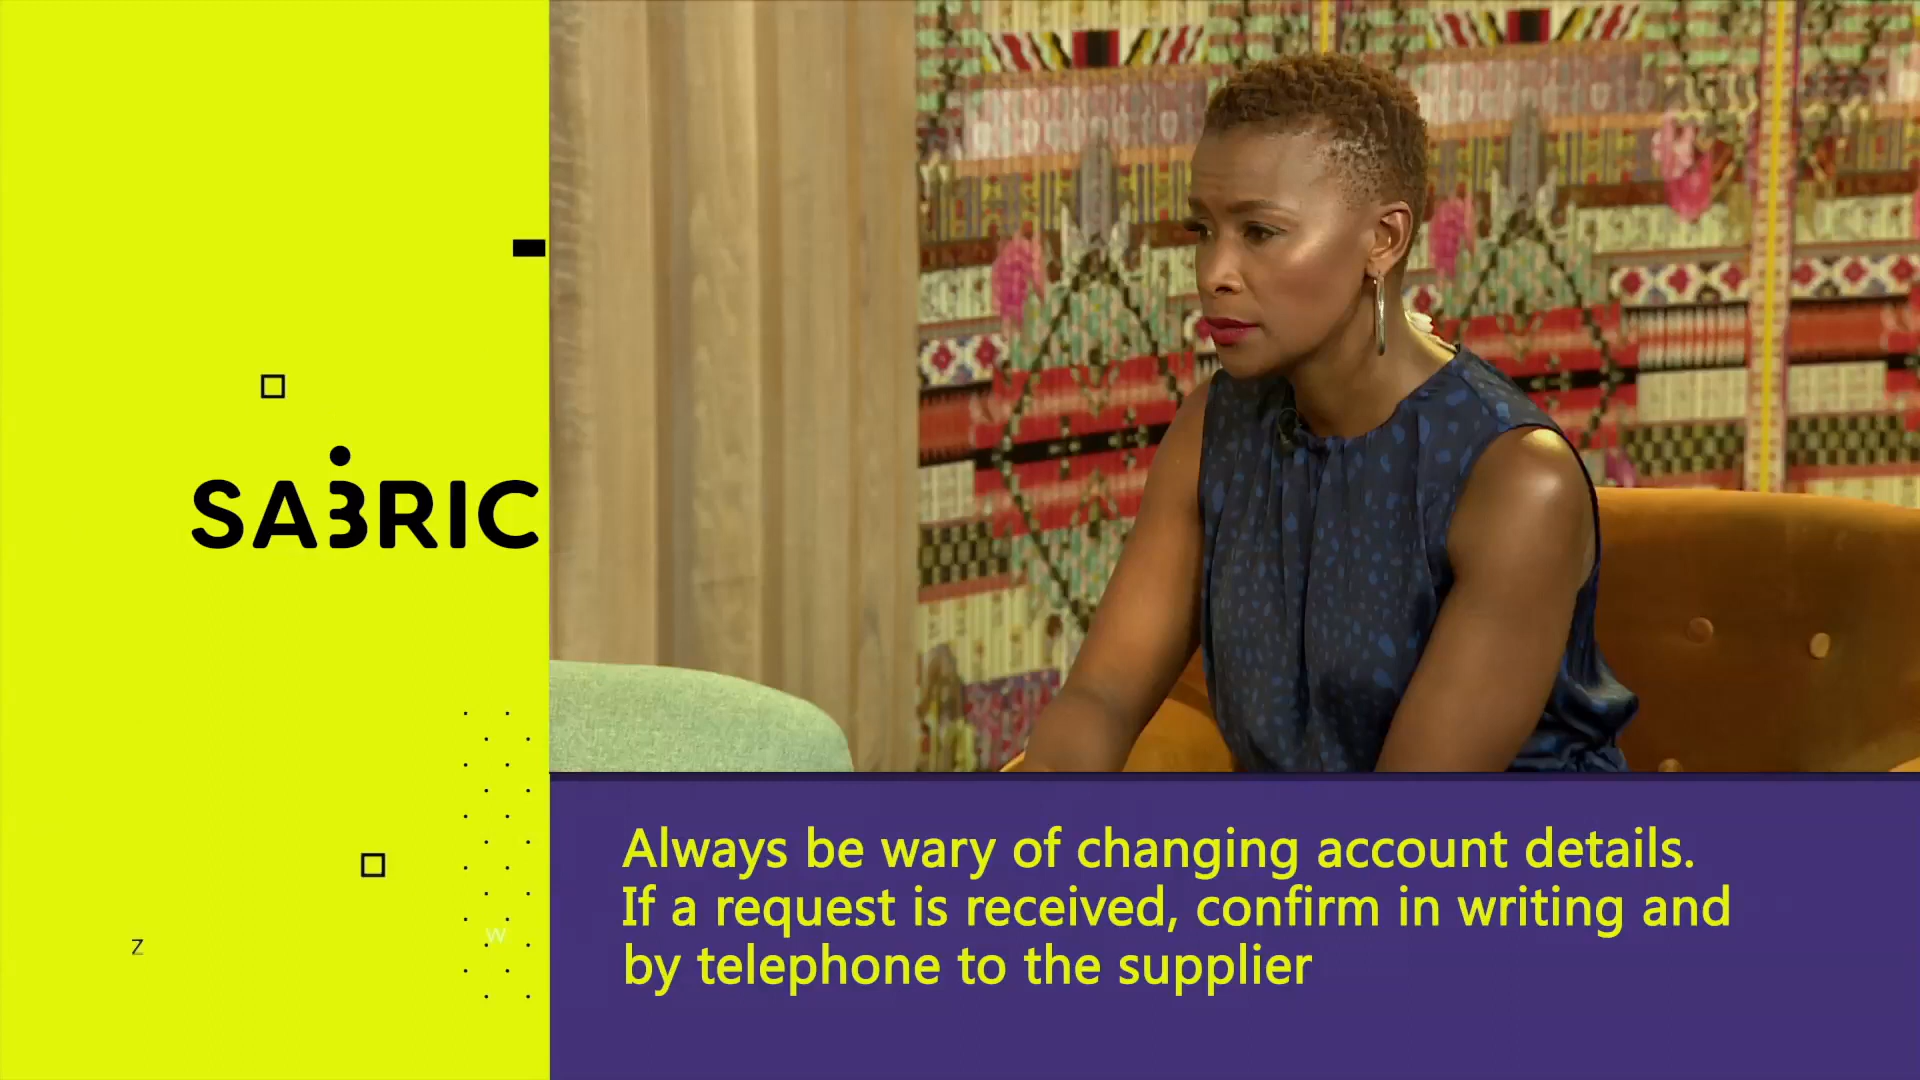 SABRIC
Always be wary of changing account details.
If a request is received, confirm in writing and
by telephone to the supplier
Z
W